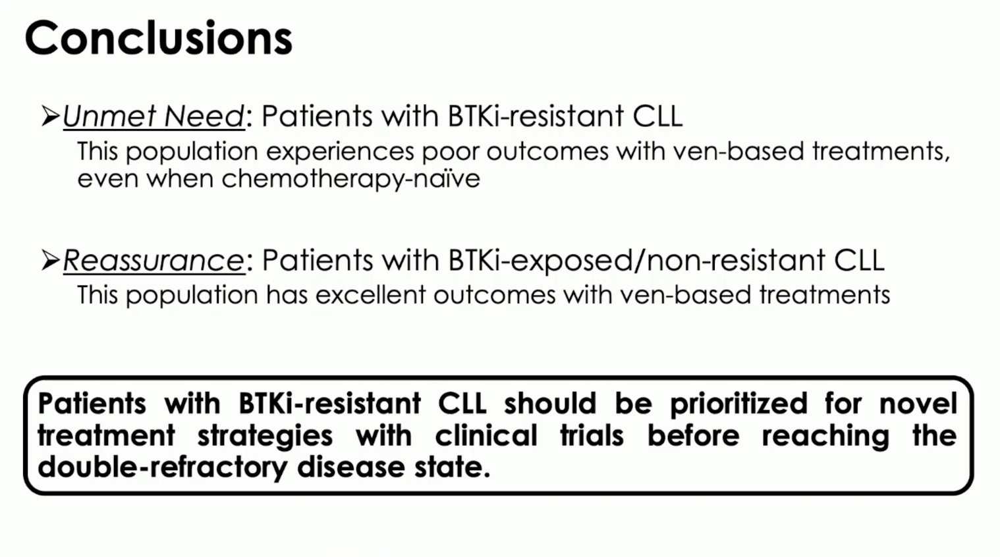 Conclusions
➢Unmet Need: Patients with BTKi-resistant CLL
This population experiences poor outcomes with ven-based treatments,
even when chemotherapy-naïve
➢Reassurance: Patients with BTKi-exposed/non-resistant CLL
This population has excellent outcomes with ven-based treatments
Patients with BTKi-resistant CLL should be prioritized for novel
treatment strategies with clinical trials before reaching the
double-refractory disease state.